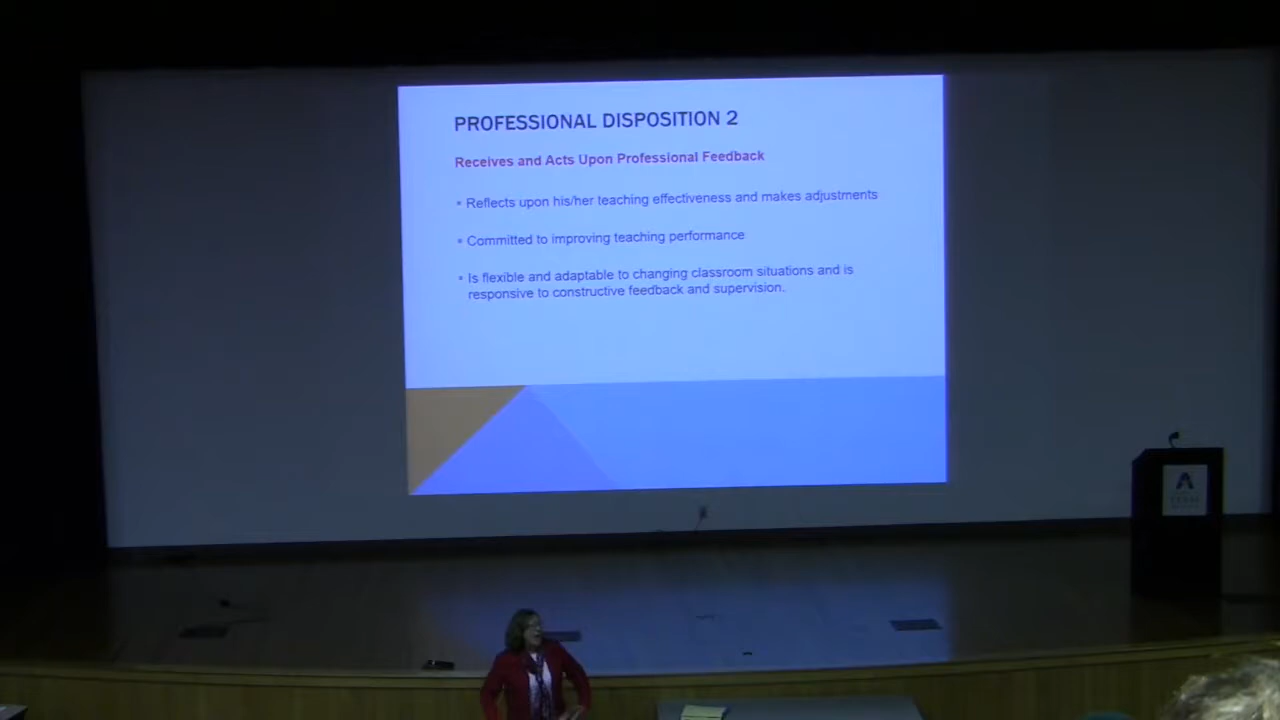 PROFESSIONAL DISPOSITION 2
Receives and Acts Upon Professional Feedback
▪ Reflects upon his/her teaching effectiveness and makes adjustments
▪ Committed to improving teaching performance
▪ Is flexible and adaptable to changing classroom situations and is
responsive to constructive feedback and supervision.